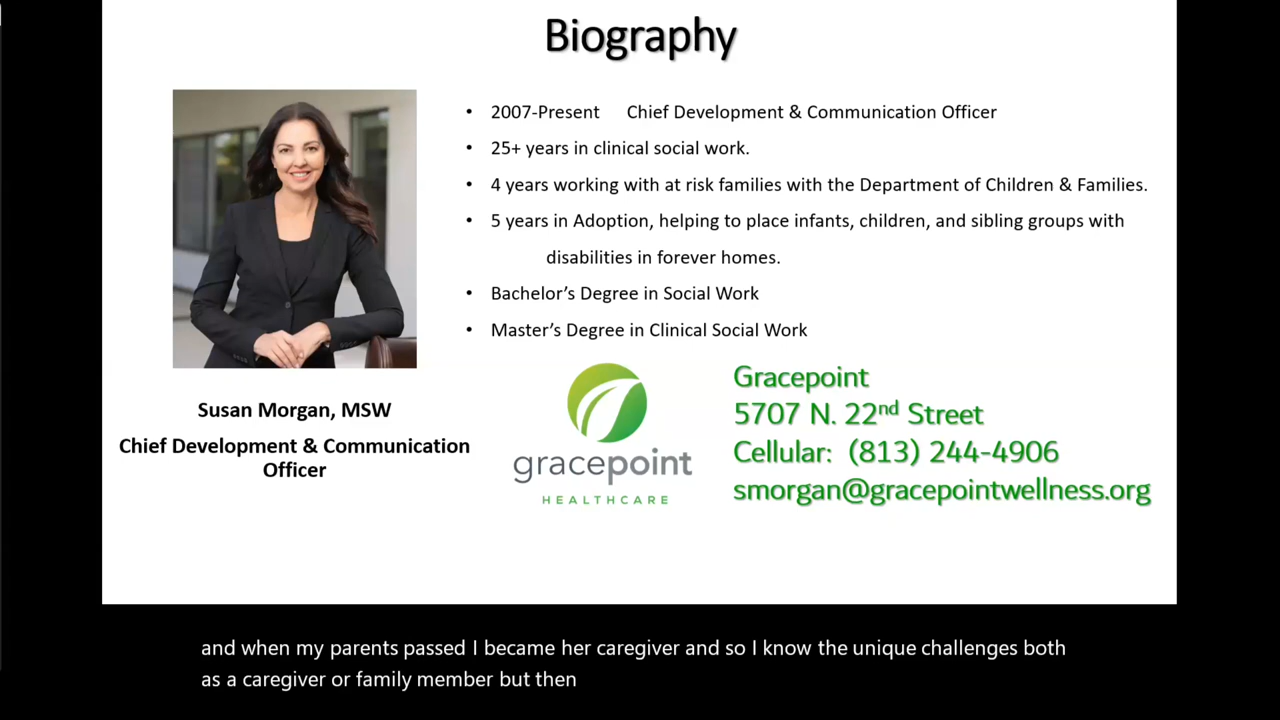 Biography
• 2007-Present Chief Development & Communication Officer
• 25+ years in clinical social work.
• 4 years working with at risk families with the Department of Children & Families.
• 5 years in Adoption, helping to place infants, children, and sibling groups with
disabilities in forever homes.
• Bachelor’s Degree in Social Work
• Master’s Degree in Clinical Social Work
Susan Morgan, MSW
Chief Development & Communication
Officer
gracepoint
HEALTHCARE
Gracepoint
5707 N. 22nd Street
Cellular: (813) 244-4906
smorgan@gracepointwellness.org
and when my parents passed I became her caregiver and so I know the unique challenges both
as a caregiver or family member but then